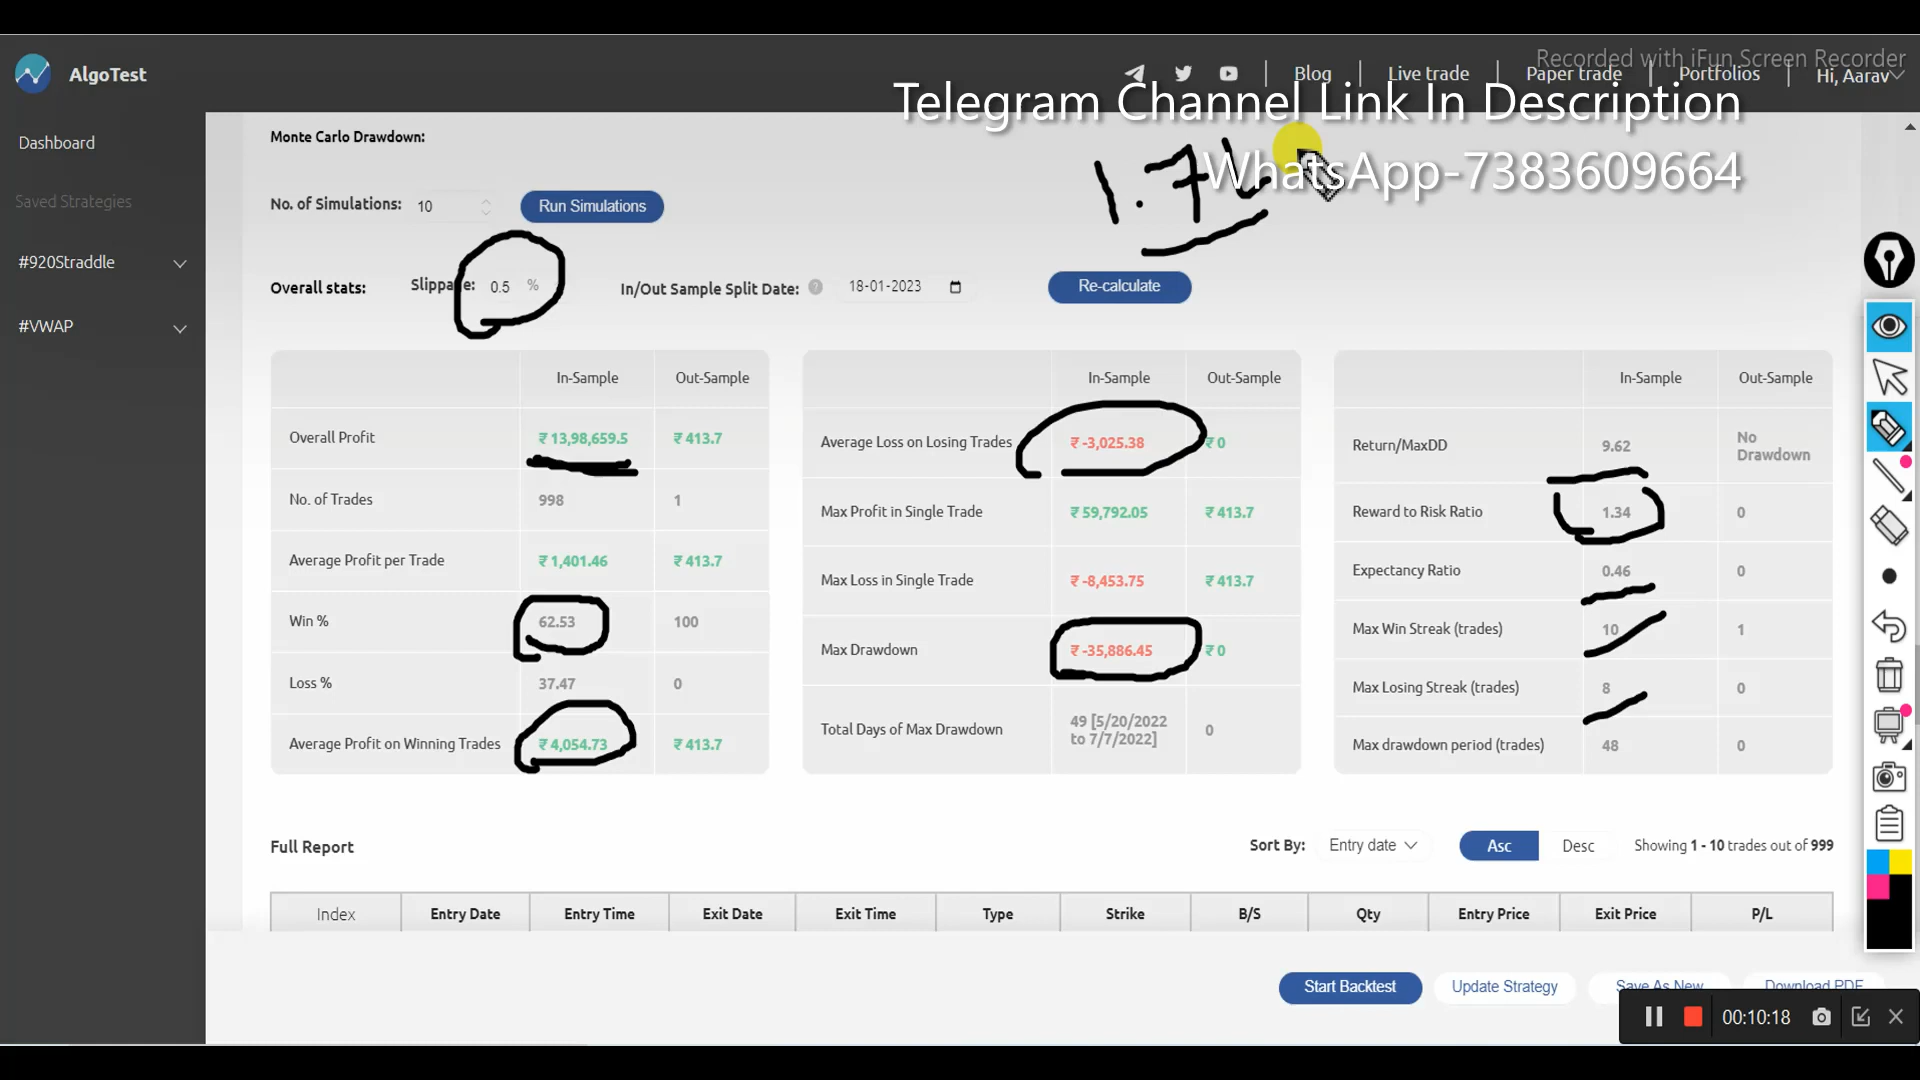 Recorded with iFun Screen Recorder
AlgoTest
Blog
Live trade
Paper trade
Portfolios
Hi, Aarav
Telegram Channel Link In Description
WhatsApp-7383609664
Dashboard
Saved Strategies
#920Straddle
#VWAP
Monte Carlo Drawdown:
No. of Simulations: 10
Run Simulations
Overall stats:
Slippage: 0.5 %
In/Out Sample Split Date: ? 18-01-2023
Re-calculate
In-Sample Out-Sample
Overall Profit ₹ 13,98,659.5 ₹ 413.7
No. of Trades 998 1
Average Profit per Trade ₹ 1,401.46 ₹ 413.7
Win % 62.53 100
Loss % 37.47 0
Average Profit on Winning Trades ₹ 4,054.73 ₹ 413.7
In-Sample Out-Sample
Average Loss on Losing Trades ₹ -3,025.38 ₹ 0
Max Profit in Single Trade ₹ 59,792.05 ₹ 413.7
Max Loss in Single Trade ₹ -8,453.75 ₹ 413.7
Max Drawdown ₹ -35,886.45 ₹ 0
Total Days of Max Drawdown 49 [5/20/2022 to 7/7/2022] 0
In-Sample Out-Sample
Return/MaxDD 9.62 No Drawdown
Reward to Risk Ratio 1.34 0
Expectancy Ratio 0.46 0
Max Win Streak (trades) 10 1
Max Losing Streak (trades) 8 0
Max drawdown period (trades) 48 0
Full Report
Sort By: Entry date
Asc Desc
Showing 1 - 10 trades out of 999
Index Entry Date Entry Time Exit Date Exit Time Type Strike B/S Qty Entry Price Exit Price P/L
Start Backtest
Update Strategy
Save As New
Download PDF
00:10:18